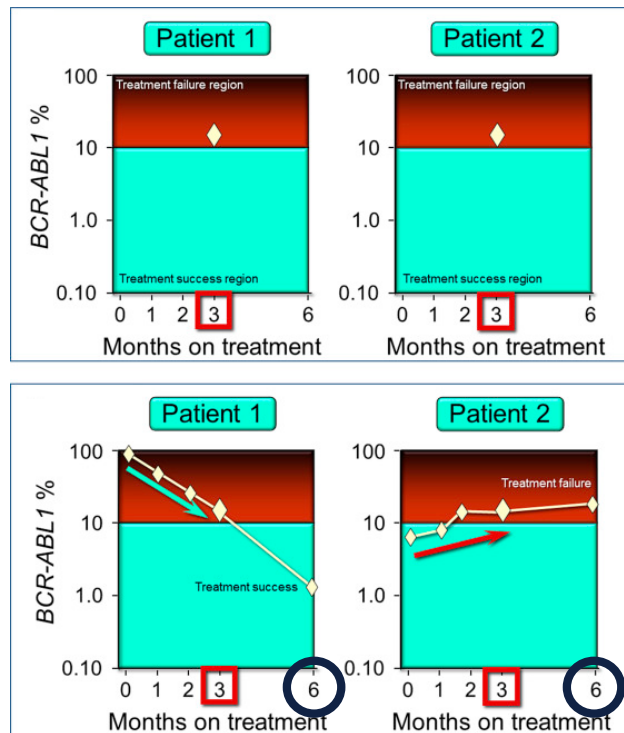 Patient 1
Patient 2
BCR-ABL1 %
100
10
1.0
0.10
Treatment failure region
Treatment success region
0 1 2 3 6
Months on treatment
100
10
1.0
0.10
Treatment failure region
Treatment success region
0 1 2 3 6
Months on treatment
Patient 1
Patient 2
BCR-ABL1 %
100
10
1.0
0.10
Treatment success
0 1 2 3 6
Months on treatment
100
10
1.0
0.10
Treatment failure
0 1 2 3 6
Months on treatment